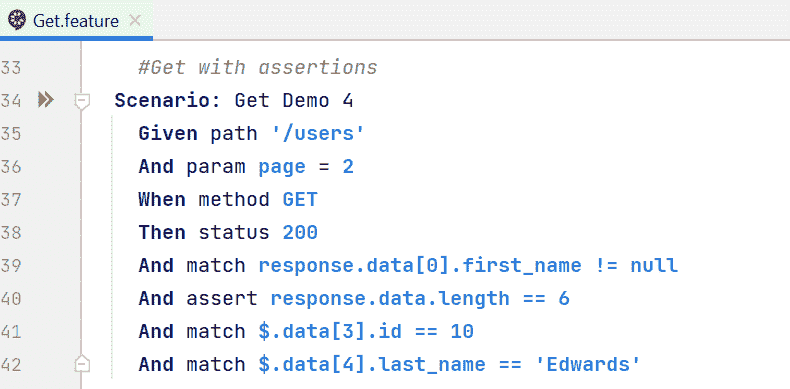 Get.feature
33 #Get with assertions
34 Scenario: Get Demo 4
35 Given path '/users'
36 And param page = 2
37 When method GET
38 Then status 200
39 And match response.data[0].first_name != null
40 And assert response.data.length == 6
41 And match $.data[3].id == 10
42 And match $.data[4].last_name == 'Edwards'